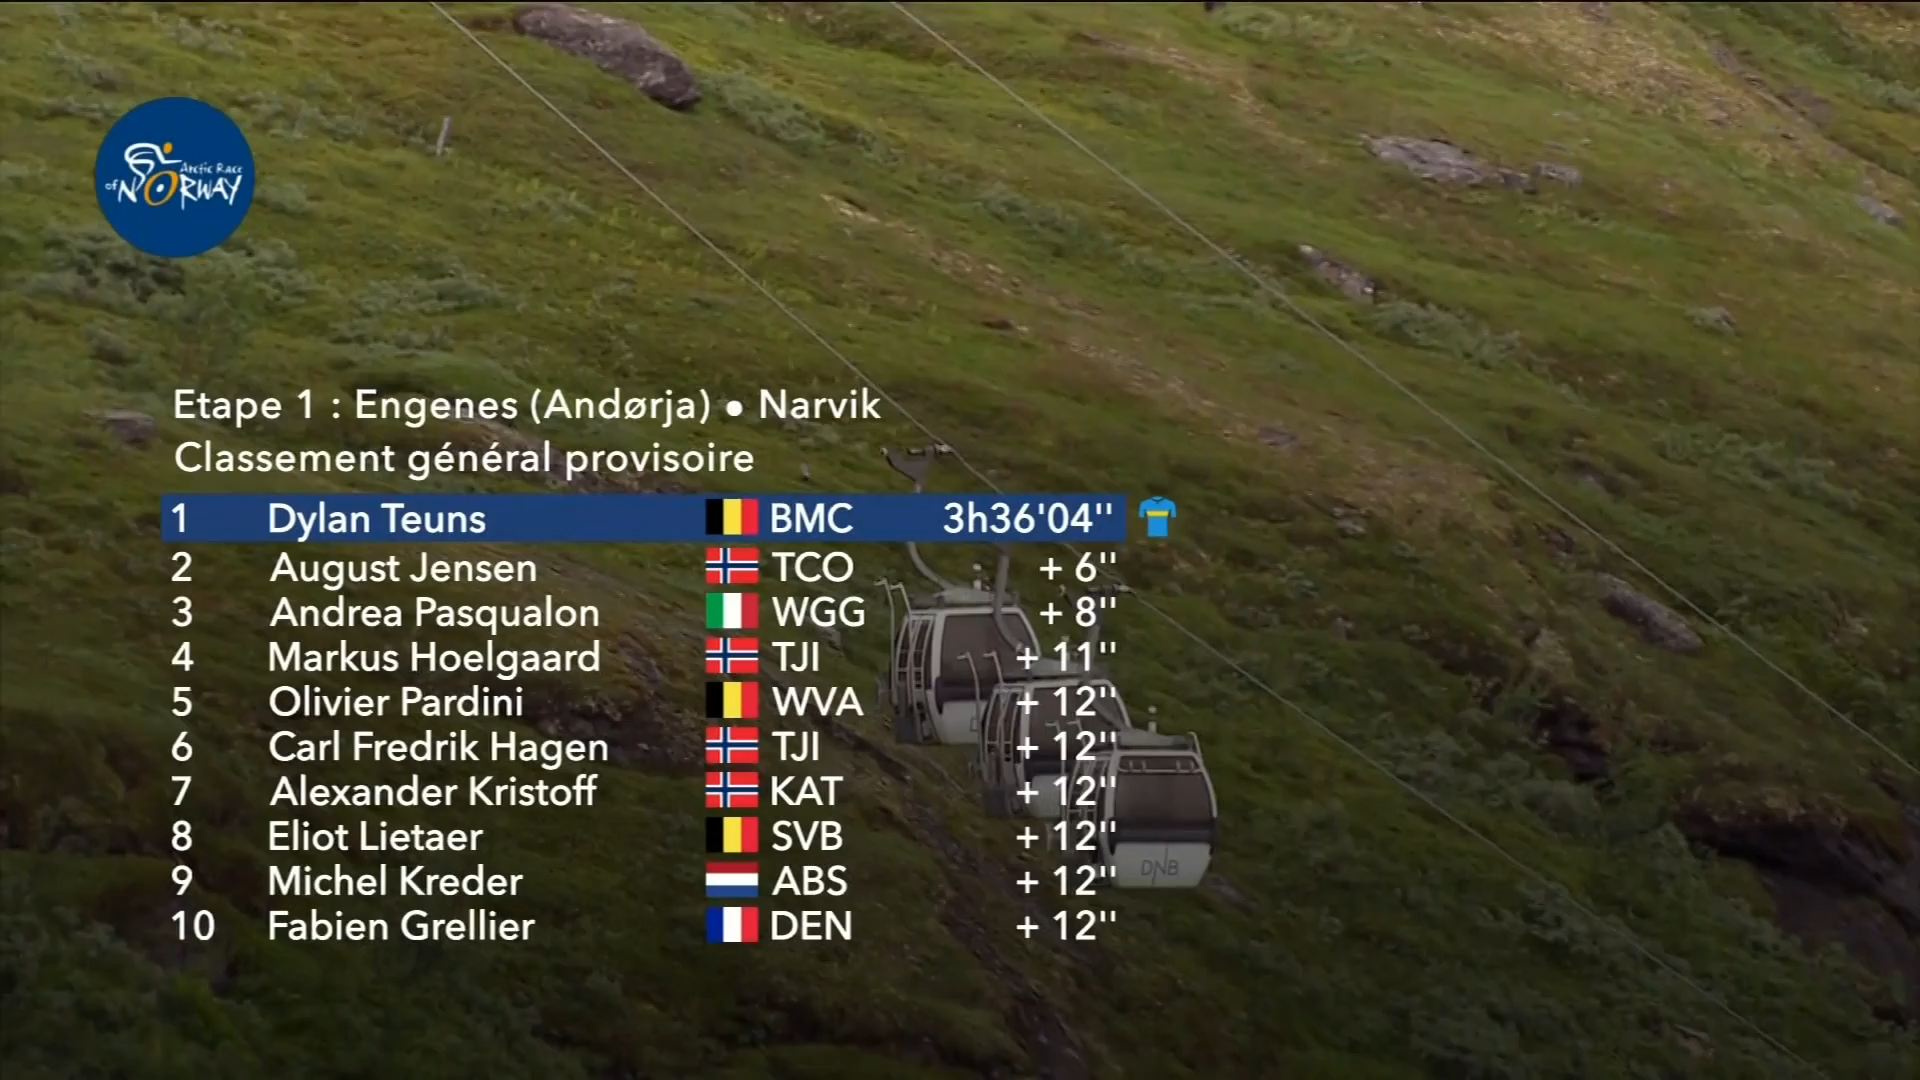 Arctic Race
of NORWAY
Etape 1 : Engenes (Andørja) • Narvik
Classement général provisoire
1 Dylan Teuns BMC 3h36'04''
2 August Jensen TCO + 6''
3 Andrea Pasqualon WGG + 8''
4 Markus Hoelgaard TJI + 11''
5 Olivier Pardini WVA + 12''
6 Carl Fredrik Hagen TJI + 12''
7 Alexander Kristoff KAT + 12''
8 Eliot Lietaer SVB + 12''
9 Michel Kreder ABS + 12''
10 Fabien Grellier DEN + 12''
DNB